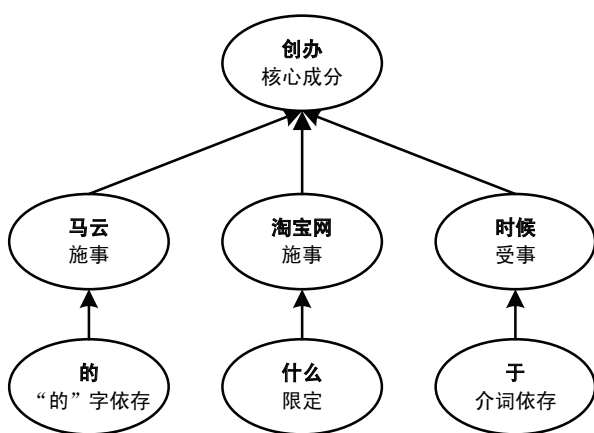 创办
核心成分
马云
施事
淘宝网
施事
时候
受事
的
“的”字依存
什么
限定
于
介词依存